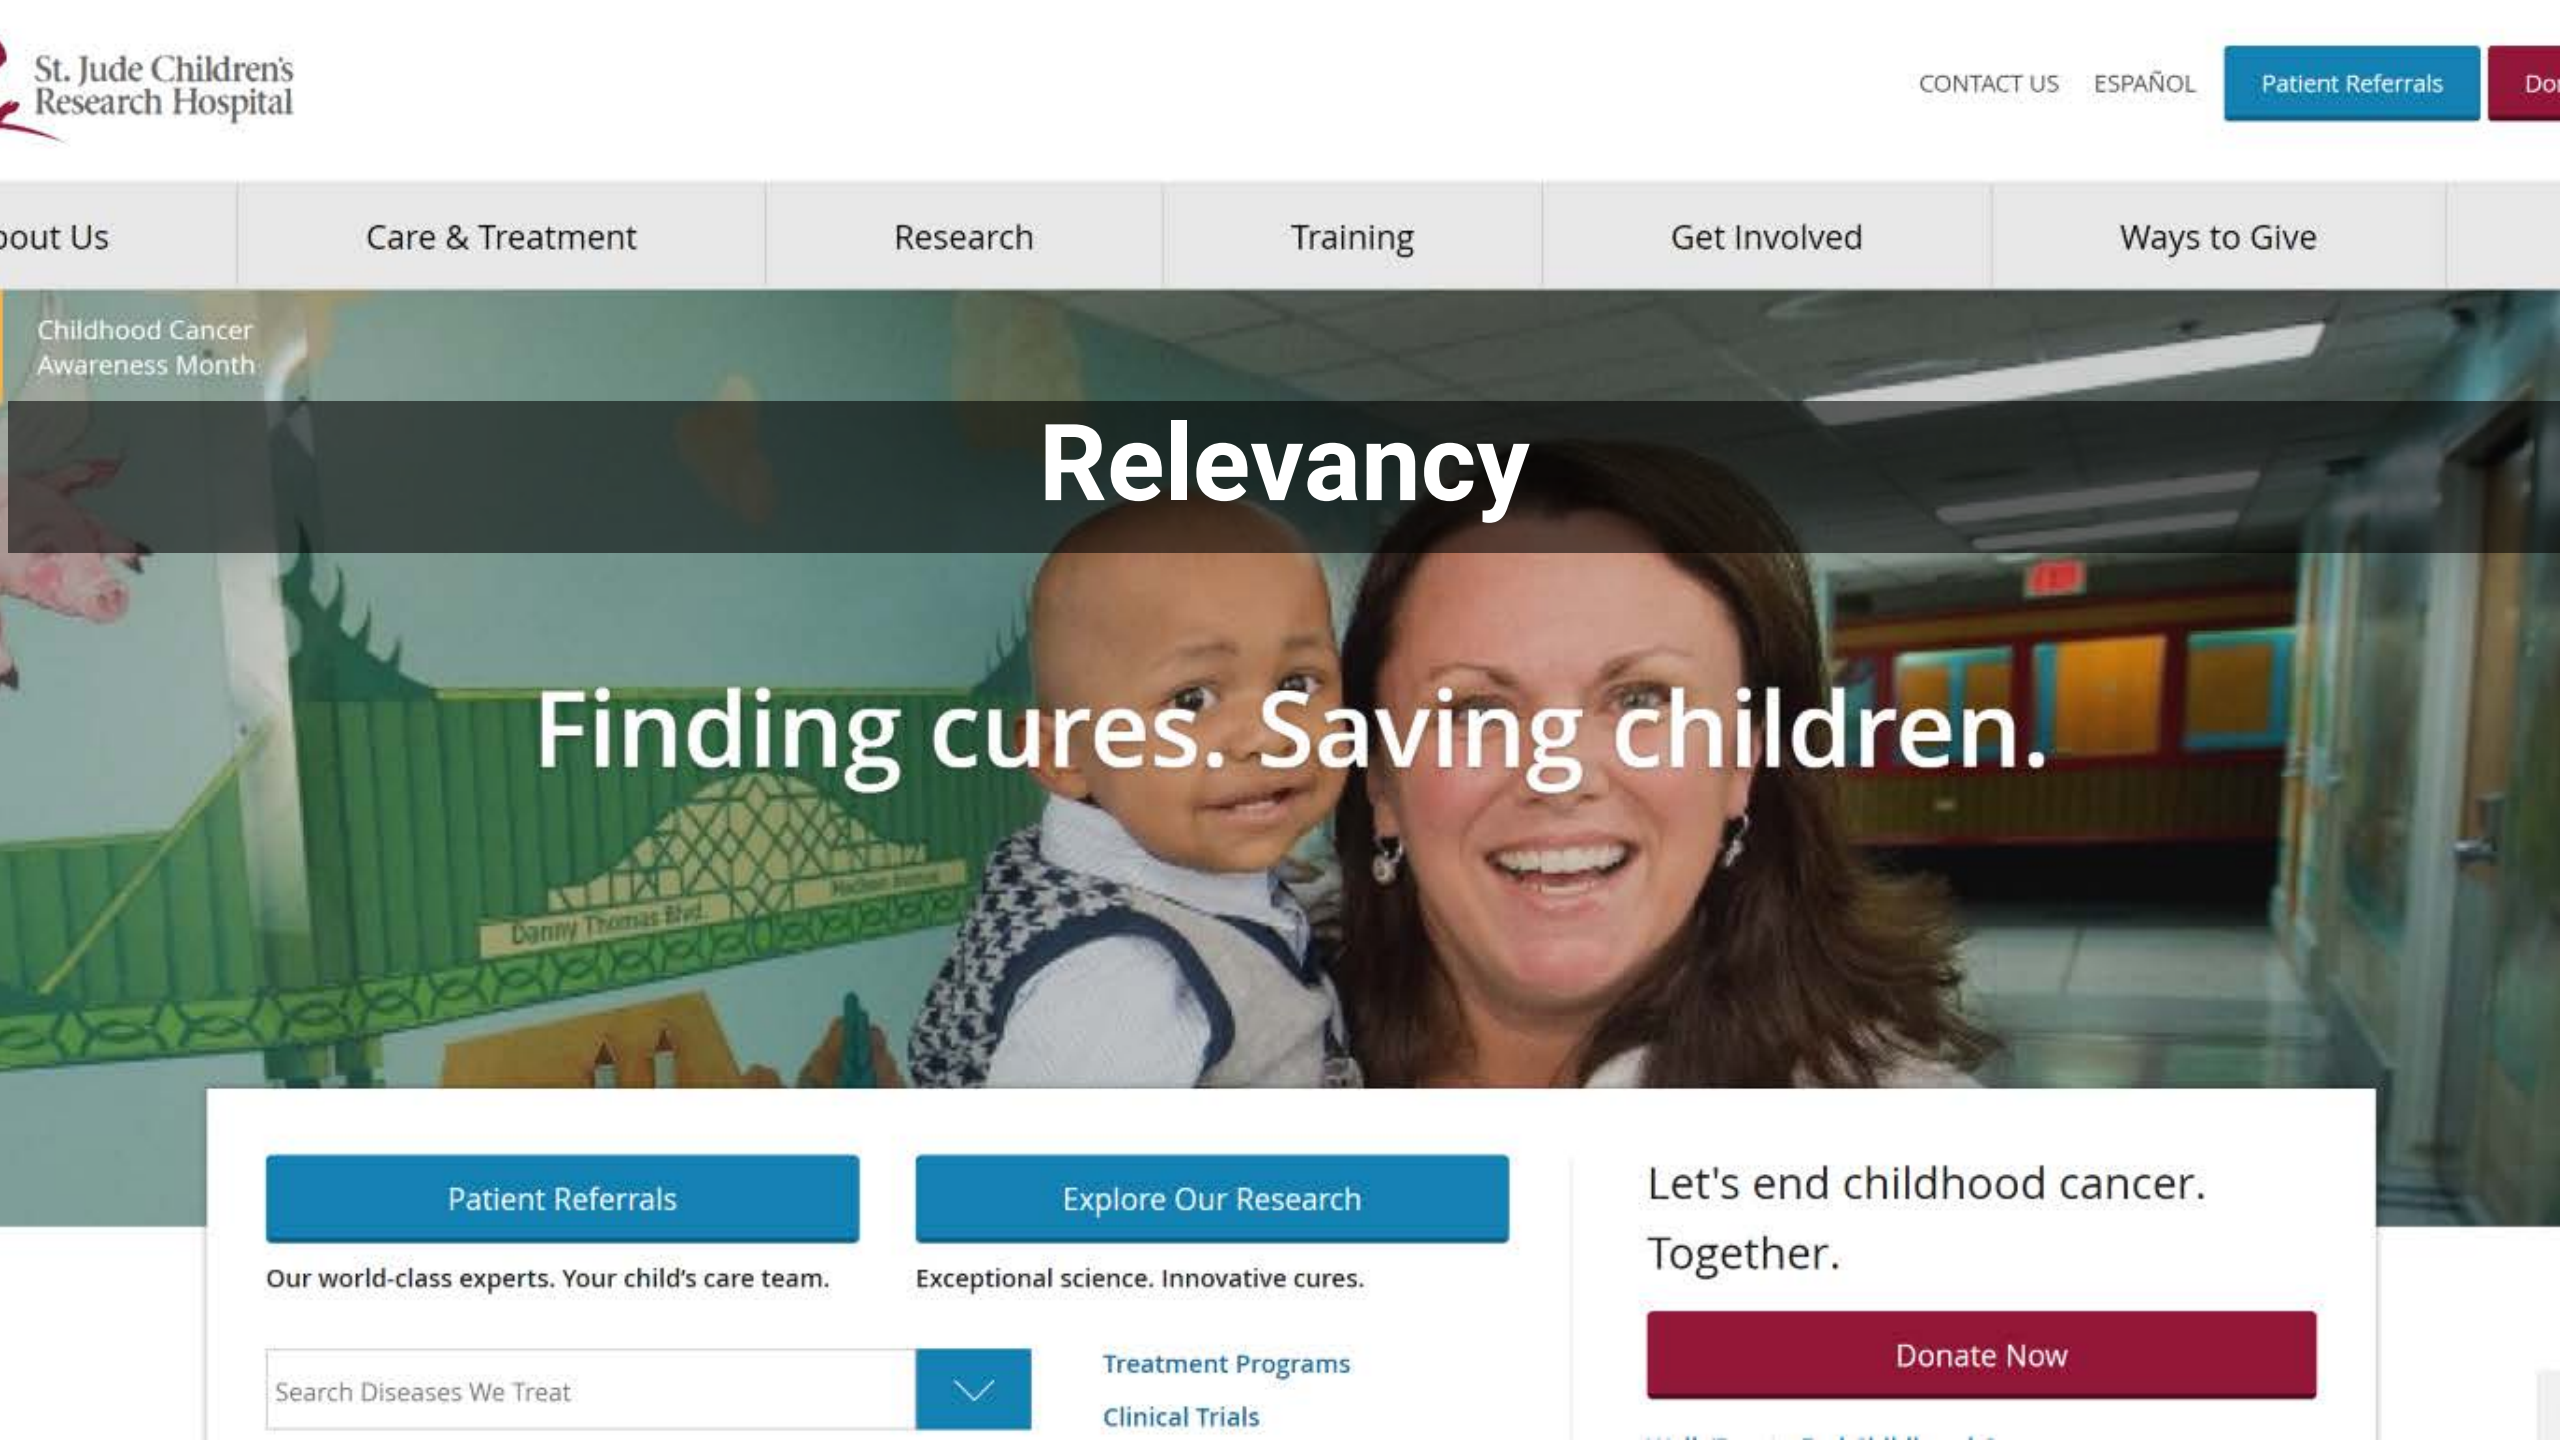 St. Jude Children's
Research Hospital
CONTACT US ESPAÑOL Patient Referrals
Us Care & Treatment Research Training Get Involved Ways to Give
Childhood Cancer
Awareness Month
Relevancy
Finding cures. Saving children.
Danny Thomas Blvd.
Patient Referrals Explore Our Research
Let's end childhood cancer.
Together.
Our world-class experts. Your child's care team. Exceptional science. Innovative cures.
Donate Now
Search Diseases We Treat
Treatment Programs
Clinical Trials